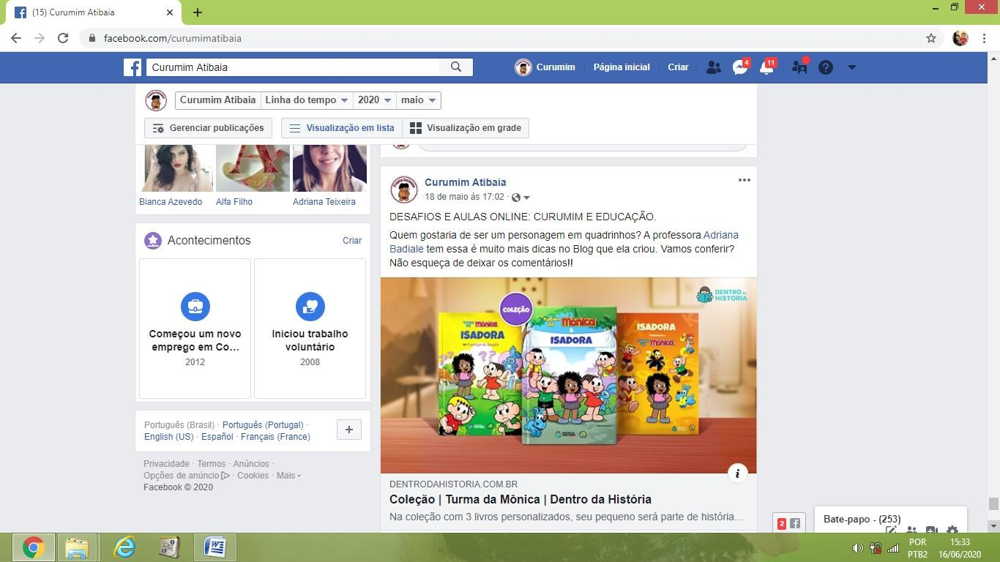 (15) Curumim Atibaia
facebook.com/curumimatibaia
Curumim Atibaia
Curumim
Página inicial
Criar
4
11
Curumim Atibaia
Linha do tempo
2020
maio
Gerenciar publicações
Visualização em lista
Visualização em grade
Bianca Azevedo
Alfa Filho
Adriana Teixeira
Acontecimentos
Criar
Começou um novo
emprego em Co...
2012
Iniciou trabalho
voluntário
2008
Português (Brasil) · Português (Portugal) ·
English (US) · Español · Français (France)
Privacidade · Termos · Anúncios ·
Opções de anúncio · Cookies · Mais
Facebook © 2020
Curumim Atibaia
18 de maio às 17:02 ·
DESAFIOS E AULAS ONLINE: CURUMIM E EDUCAÇÃO.
Quem gostaria de ser um personagem em quadrinhos? A professora Adriana
Badiale tem essa é muito mais dicas no Blog que ela criou. Vamos conferir?
Não esqueça de deixar os comentários!!
DENTRO DA
HISTÓRIA
COLEÇÃO
Turma da Mônica
ISADORA
TURMA DA Mônica
&
ISADORA
ISADORA
Turma da Mônica
DENTRODAHISTORIA.COM.BR
Coleção | Turma da Mônica | Dentro da História
Na coleção com 3 livros personalizados, seu pequeno será parte de história…
2
Bate-papo - (253)
POR
PTB2
15:33
16/06/2020